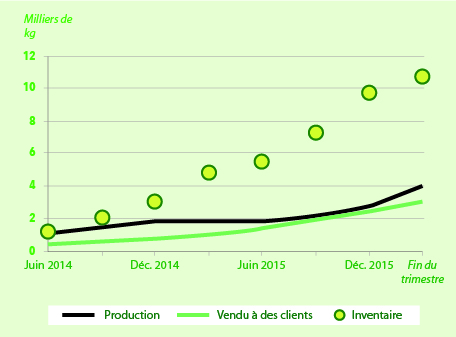 Milliers de
kg
12
10
8
6
4
2
0
Juin 2014
Déc. 2014
Juin 2015
Déc. 2015
Fin du
trimestre
Production
Vendu à des clients
Inventaire